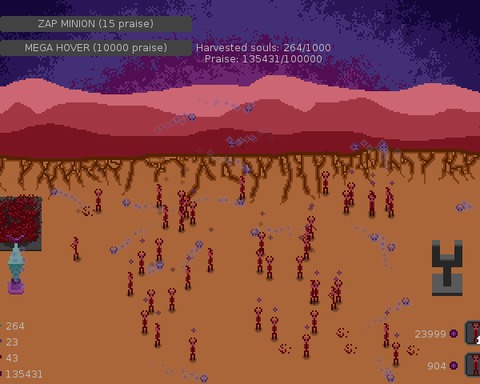 ZAP MINION (15 praise)
MEGA HOVER (10000 praise)
Harvested souls: 264/1000
Praise: 135431/100000
264
23
43
135431
23999
904